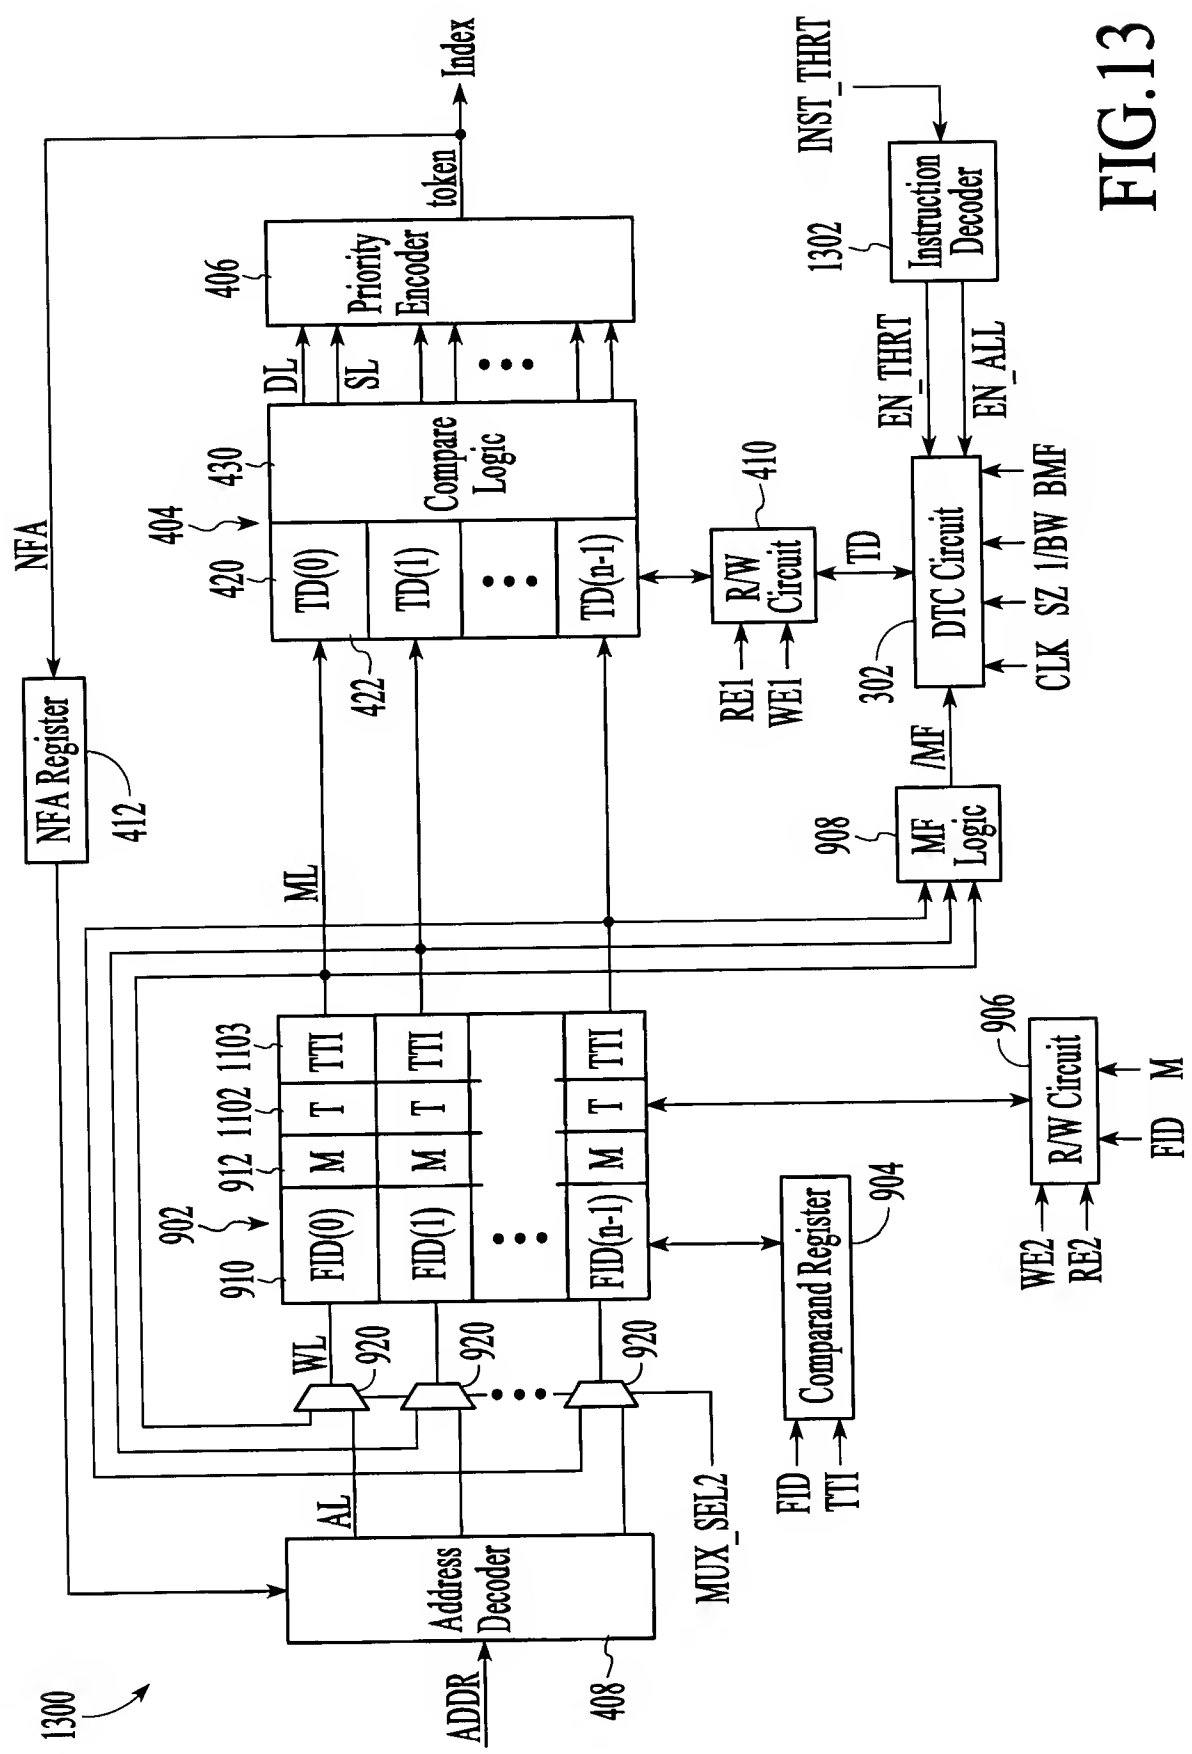 1300
ADDR
408
Address
Decoder
AL
MUX_SEL2
WL
920
920
920
902
910
912
1102
1103
FID(0)
M
T
TTI
FID(1)
M
T
TTI
FID(n-1)
M
T
TTI
FID
TTI
Comparand Register
904
WE2
RE2
R/W Circuit
906
FID
M
ML
NFA Register
412
NFA
908
MF
Logic
/MF
404
420
430
422
TD(0)
TD(1)
TD(n-1)
Compare
Logic
DL
SL
406
Priority
Encoder
token
Index
RE1
WE1
R/W
Circuit
410
TD
302
DTC Circuit
CLK
SZ
1/BW
BMF
EN_THRT
EN_ALL
1302
Instruction
Decoder
INST_THRT
FIG.13